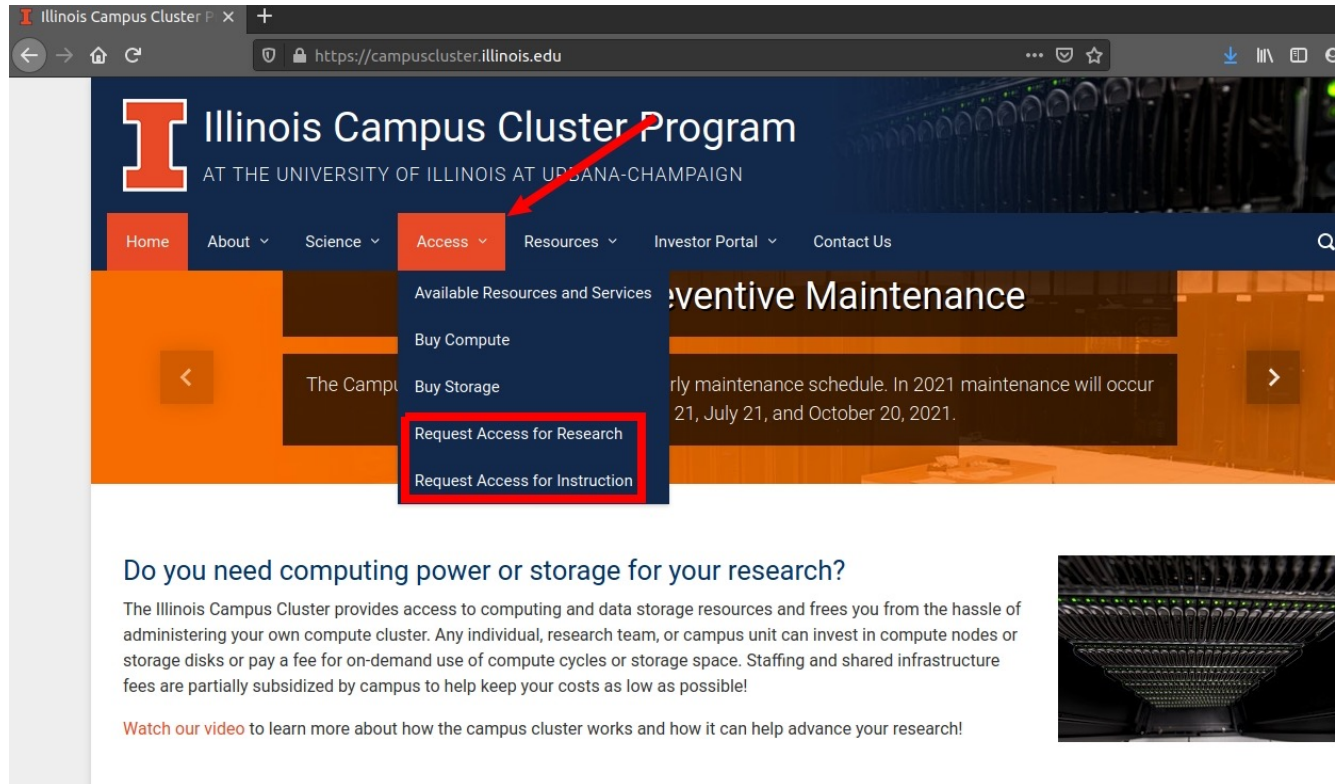 Illinois Campus Cluster P
https://campuscluster.illinois.edu
Illinois Campus Cluster Program
AT THE UNIVERSITY OF ILLINOIS AT URBANA-CHAMPAIGN
Home About Science Access Resources Investor Portal Contact Us
Available Resources and Services
Buy Compute
Buy Storage
Request Access for Research
Request Access for Instruction
eventive Maintenance
The Campu rly maintenance schedule. In 2021 maintenance will occur
21, July 21, and October 20, 2021.
Do you need computing power or storage for your research?
The Illinois Campus Cluster provides access to computing and data storage resources and frees you from the hassle of
administering your own compute cluster. Any individual, research team, or campus unit can invest in compute nodes or
storage disks or pay a fee for on-demand use of compute cycles or storage space. Staffing and shared infrastructure
fees are partially subsidized by campus to help keep your costs as low as possible!
Watch our video to learn more about how the campus cluster works and how it can help advance your research!